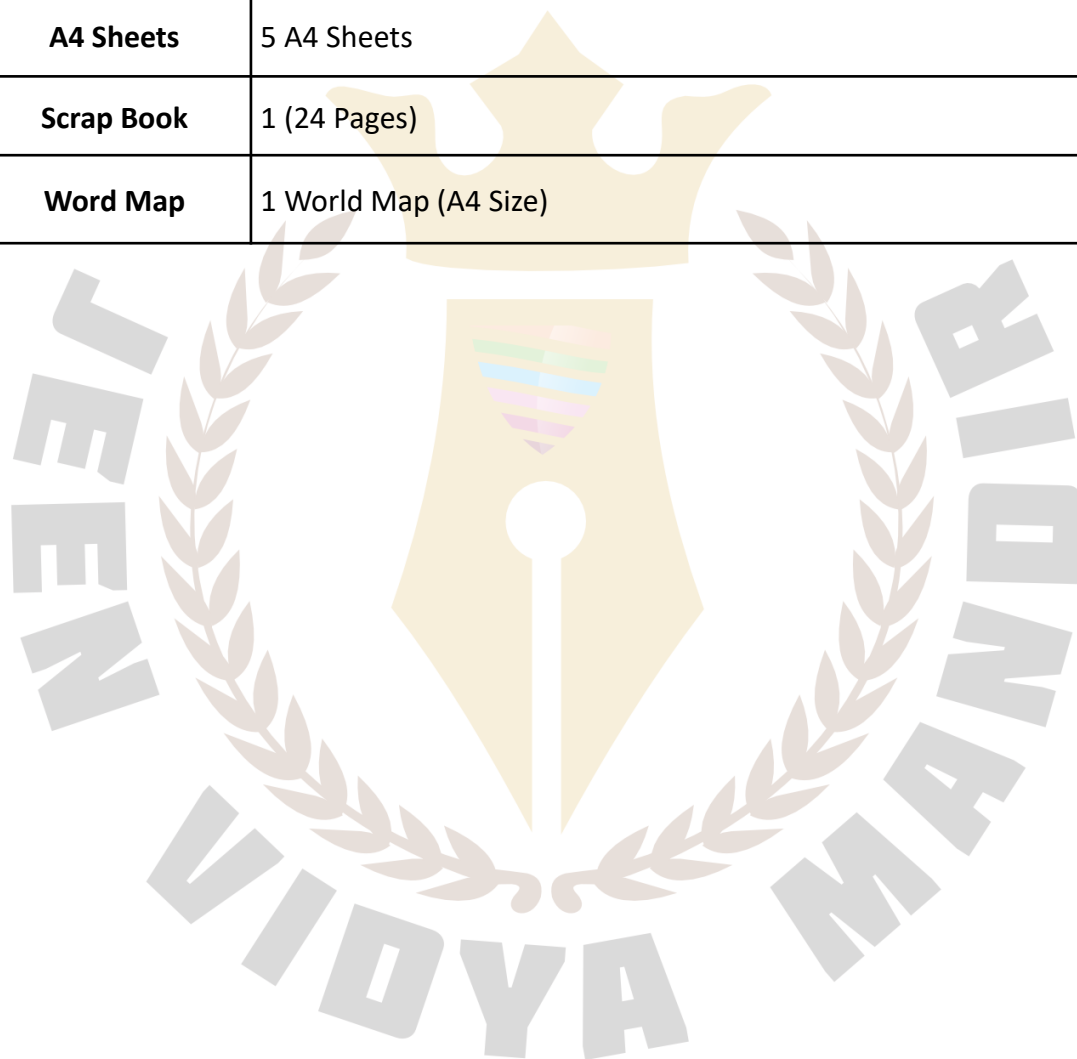 A4 Sheets 5 A4 Sheets
Scrap Book 1 (24 Pages)
Word Map 1 World Map (A4 Size)
JEEN VIDYA MANDIR